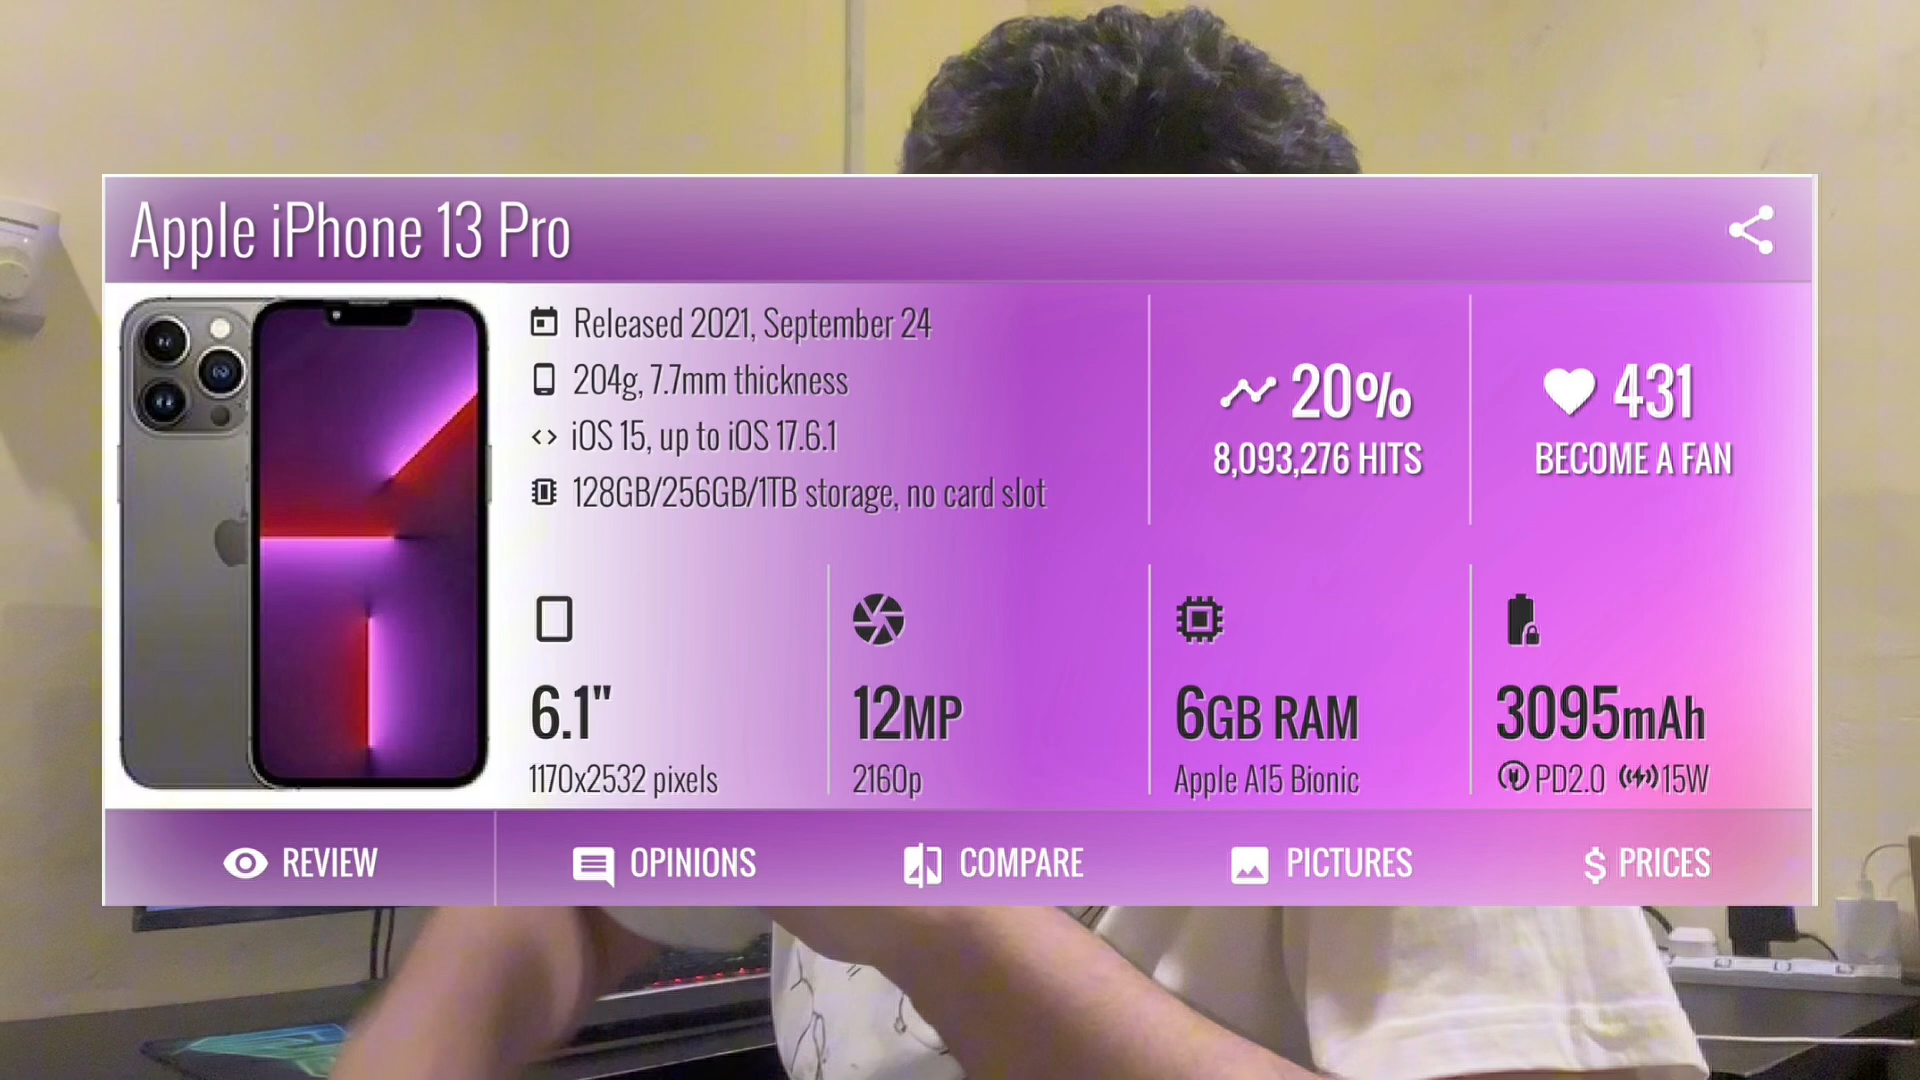 Apple iPhone 13 Pro
Released 2021, September 24
204g, 7.7mm thickness
iOS 15, up to iOS 17.6.1
128GB/256GB/1TB storage, no card slot
20%
8,093,276 HITS
431
BECOME A FAN
6.1"
1170x2532 pixels
12MP
2160p
6GB RAM
Apple A15 Bionic
3095mAh
PD2.0 15W
REVIEW
OPINIONS
COMPARE
PICTURES
PRICES